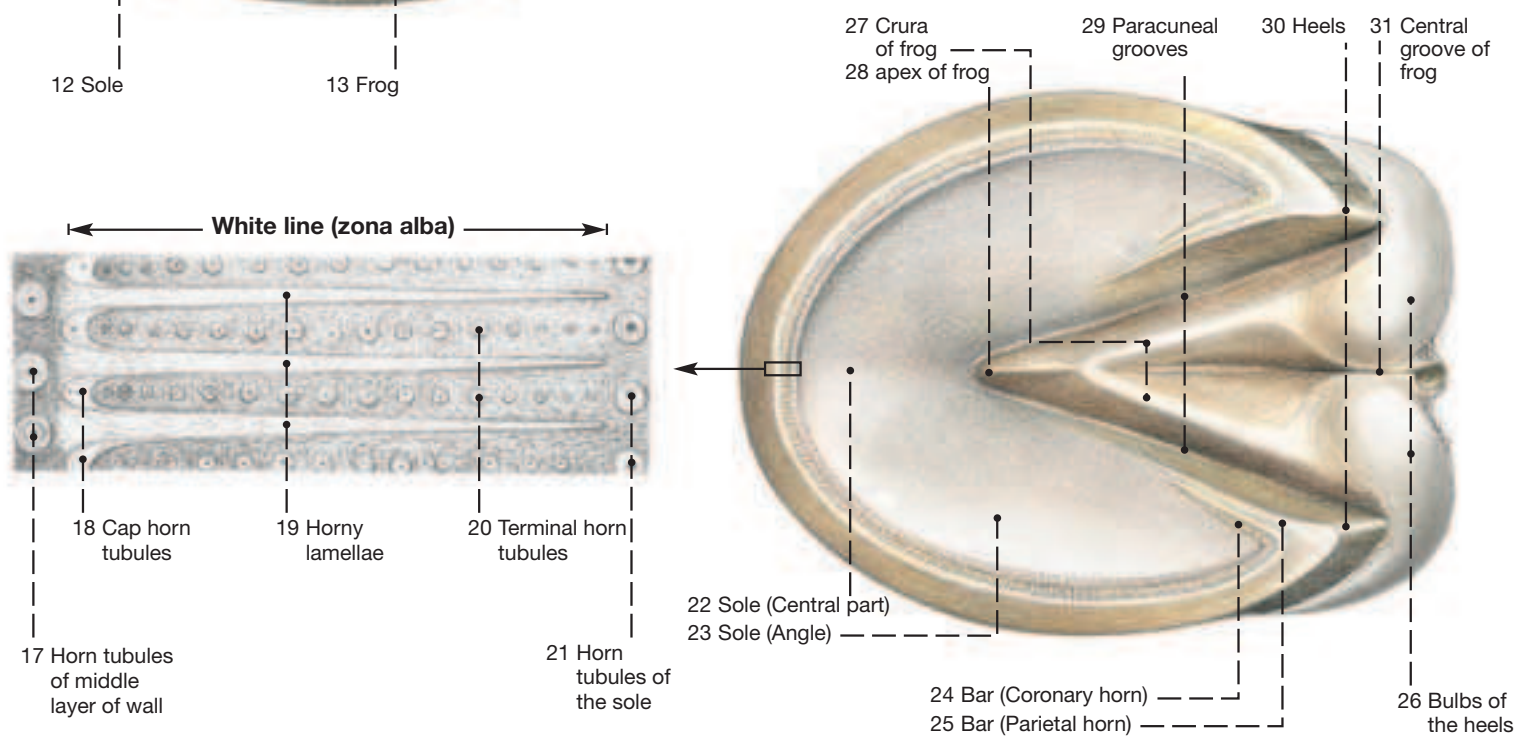 27 Crura
of frog
28 apex of frog
29 Paracuneal
grooves
30 Heels
31 Central
groove of
frog
12 Sole
13 Frog
White line (zona alba)
18 Cap horn
tubules
19 Horny
lamellae
20 Terminal horn
tubules
17 Horn tubules
of middle
layer of wall
21 Horn
tubules of
the sole
22 Sole (Central part)
23 Sole (Angle)
24 Bar (Coronary horn)
25 Bar (Parietal horn)
26 Bulbs of
the heels